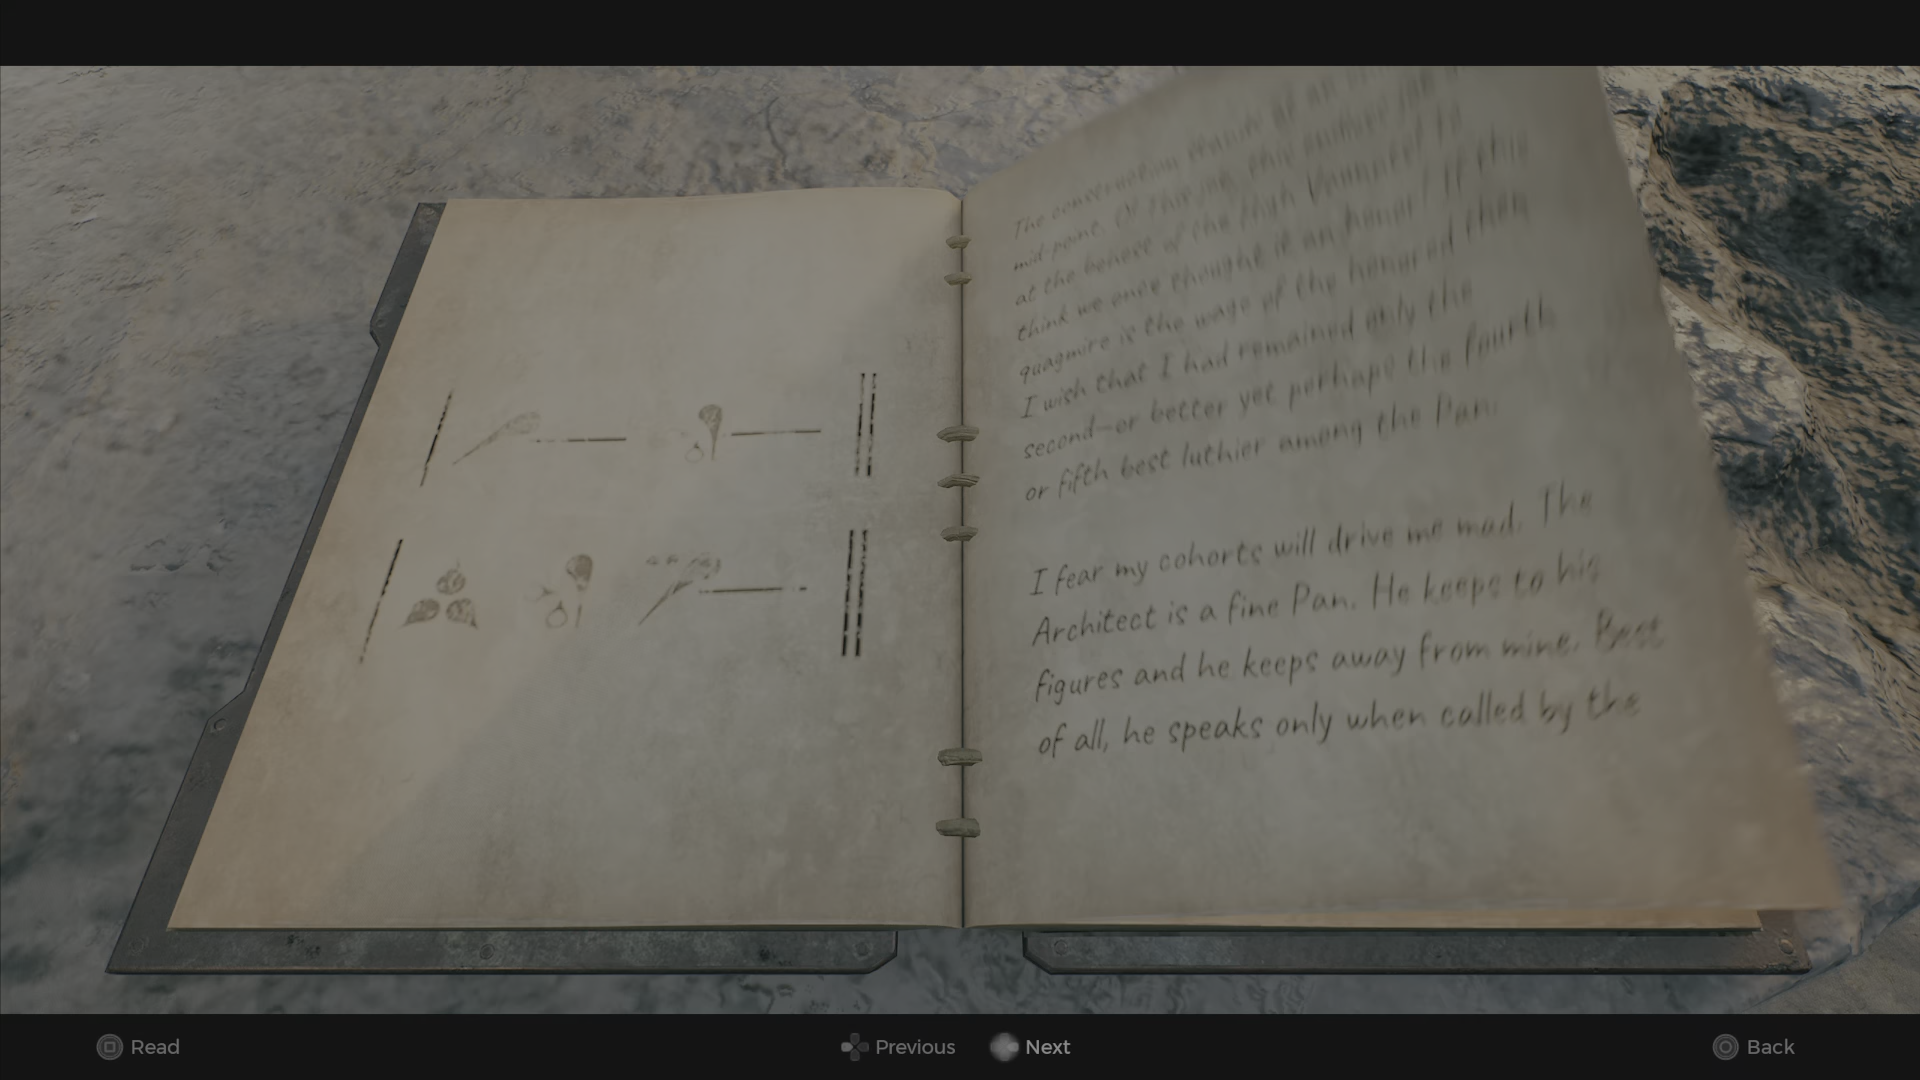 The construction
mid-point. Of this job, this
at the behest of the High
think we once thought it an honor! If this
quagmire is the wage of the honored then
I wish that I had remained only the
second—or better yet perhaps the fourth
or fifth best luthier among the Pan.
I fear my cohorts will drive me mad. The
Architect is a fine Pan. He keeps to his
figures and he keeps away from mine. Best
of all, he speaks only when called by the
Read
Previous
Next
Back